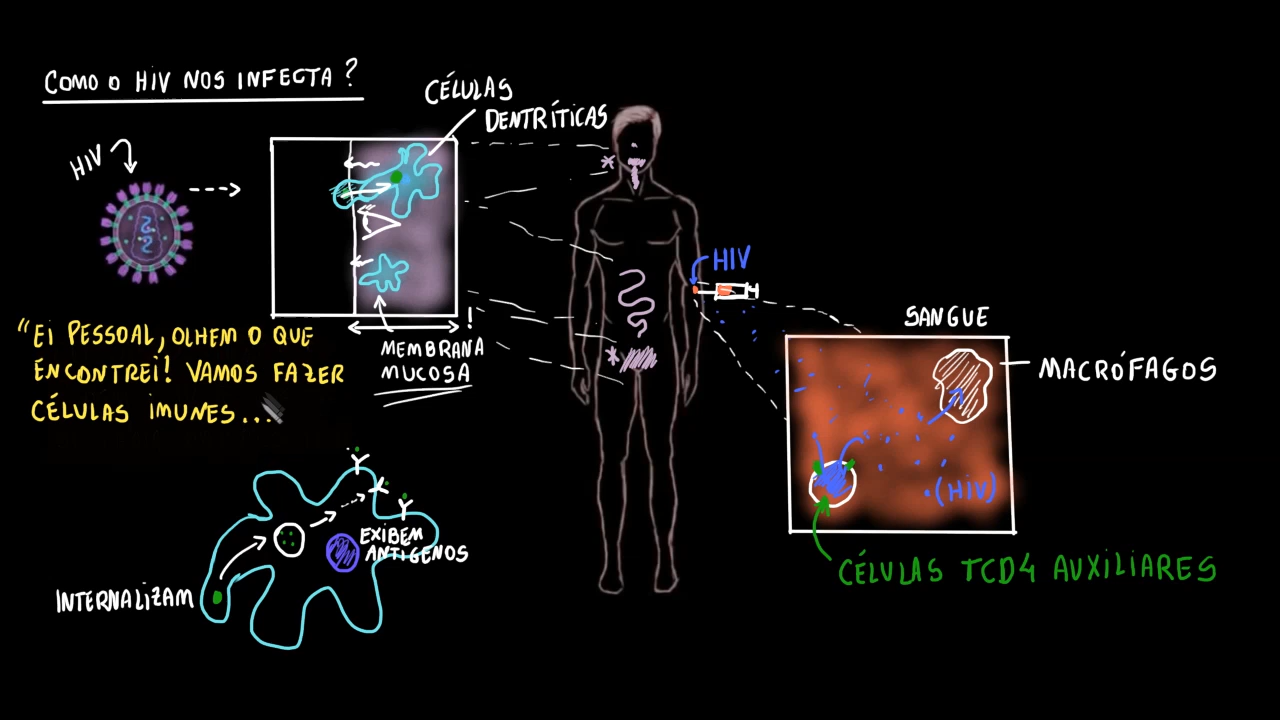 COMO O HIV NOS INFECTA?
HIV
CÉLULAS
DENTRÍTICAS
!
MEMBRANA
MUCOSA
"EI PESSOAL, OLHEM O QUE
ENCONTREI! VAMOS FAZER
CÉLULAS IMUNES...
INTERNALIZAM
EXIBEM
ANTÍGENOS
HIV
SANGUE
MACRÓFAGOS
(HIV)
CÉLULAS TCD4 AUXILIARES